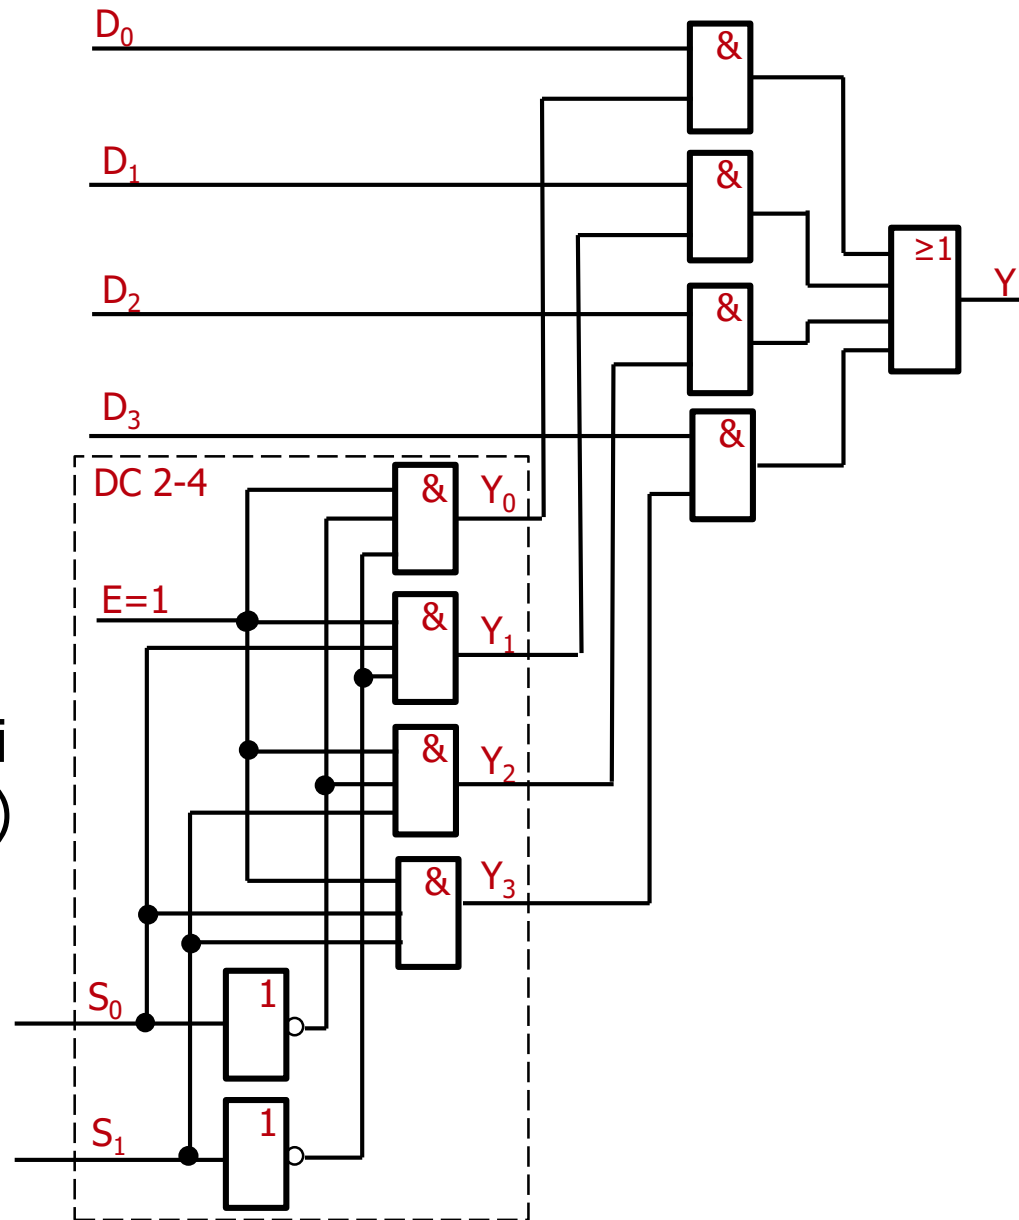 D₀
&
D₁
&
≥1
Y
D₂
&
D₃
&
DC 2-4
&
Y₀
E=1
&
Y₁
i
)
&
Y₂
&
Y₃
S₀
1
S₁
1